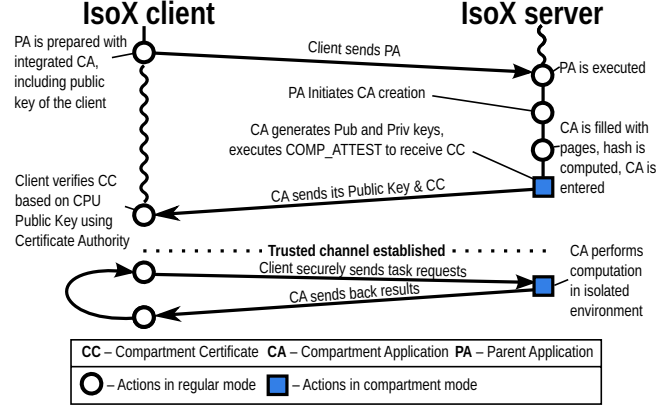 IsoX client
IsoX server
PA is prepared with
integrated CA,
including public
key of the client
Client sends PA
PA is executed
PA Initiates CA creation
CA generates Pub and Priv keys,
executes COMP_ATTEST to receive CC
CA is filled with
pages, hash is
computed, CA is
entered
Client verifies CC
based on CPU
Public Key using
Certificate Authority
CA sends its Public Key & CC
Trusted channel established
Client securely sends task requests
CA sends back results
CA performs
computation
in isolated
environment
CC – Compartment Certificate CA – Compartment Application PA – Parent Application
– Actions in regular mode – Actions in compartment mode